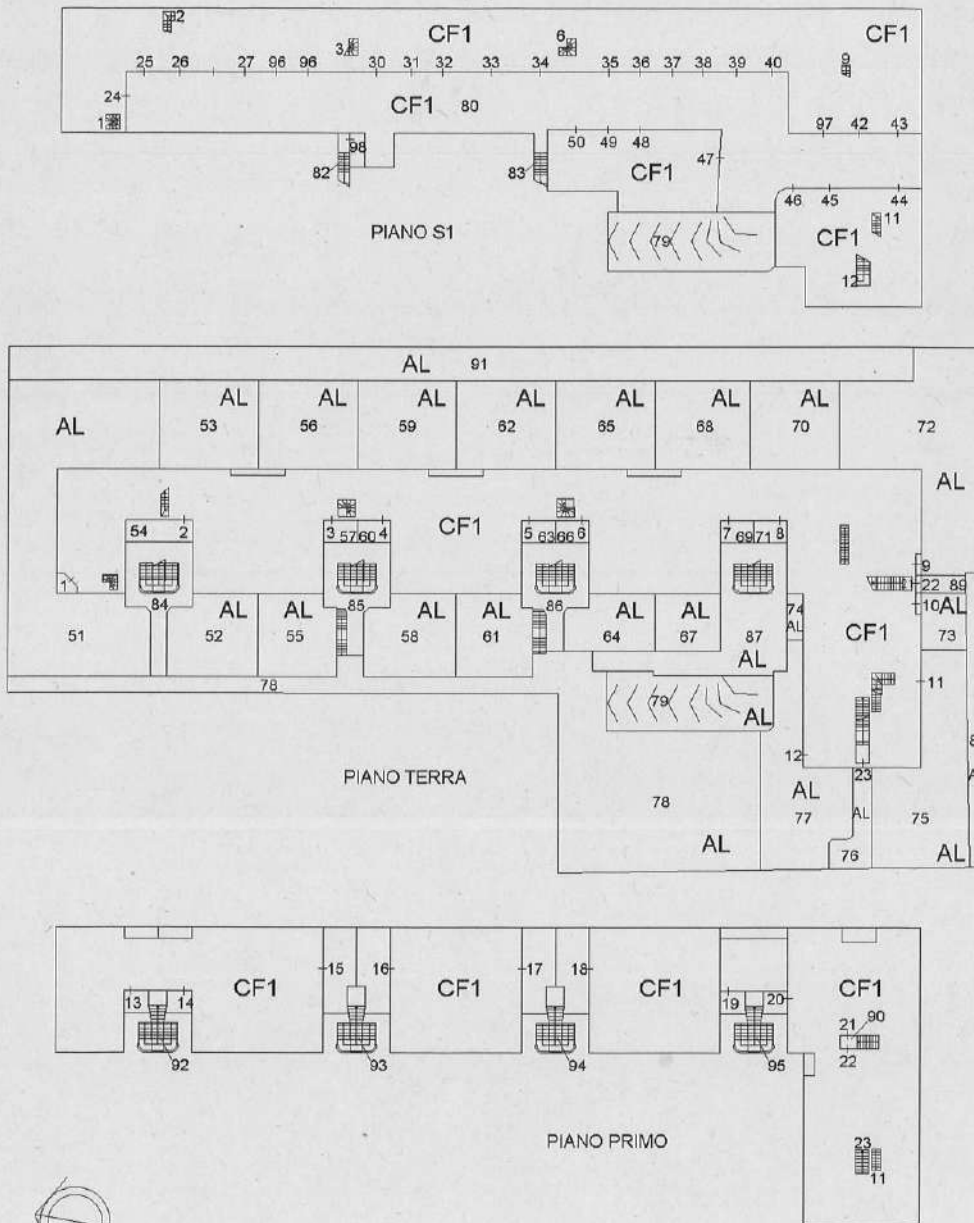 2 CF1 CF1
3 6 9
25 26 27 96 96 30 31 32 33 34 35 36 37 38 39 40
24 CF1 80
1 97 42 43
98 50 49 48
82 83 CF1 47
46 45 44
PIANO S1 79 CF1 11
12
AL 91
AL AL AL AL AL AL AL AL
53 56 59 62 65 68 70 72
AL
54 2 3 57 60 4 CF1 5 63 66 6 7 69 71 8
9
1 22 89
84 85 86 10 AL
51 52 AL 55 AL 58 AL 61 AL 64 AL 67 AL 87 74 AL CF1 73
AL
78 79 AL 11
12
PIANO TERRA 23
78 77 AL AL 75
AL 76 AL
15 16 17 18
13 14 CF1 CF1 CF1 19 20 CF1
21 90
92 93 94 95 22
PIANO PRIMO
23
11